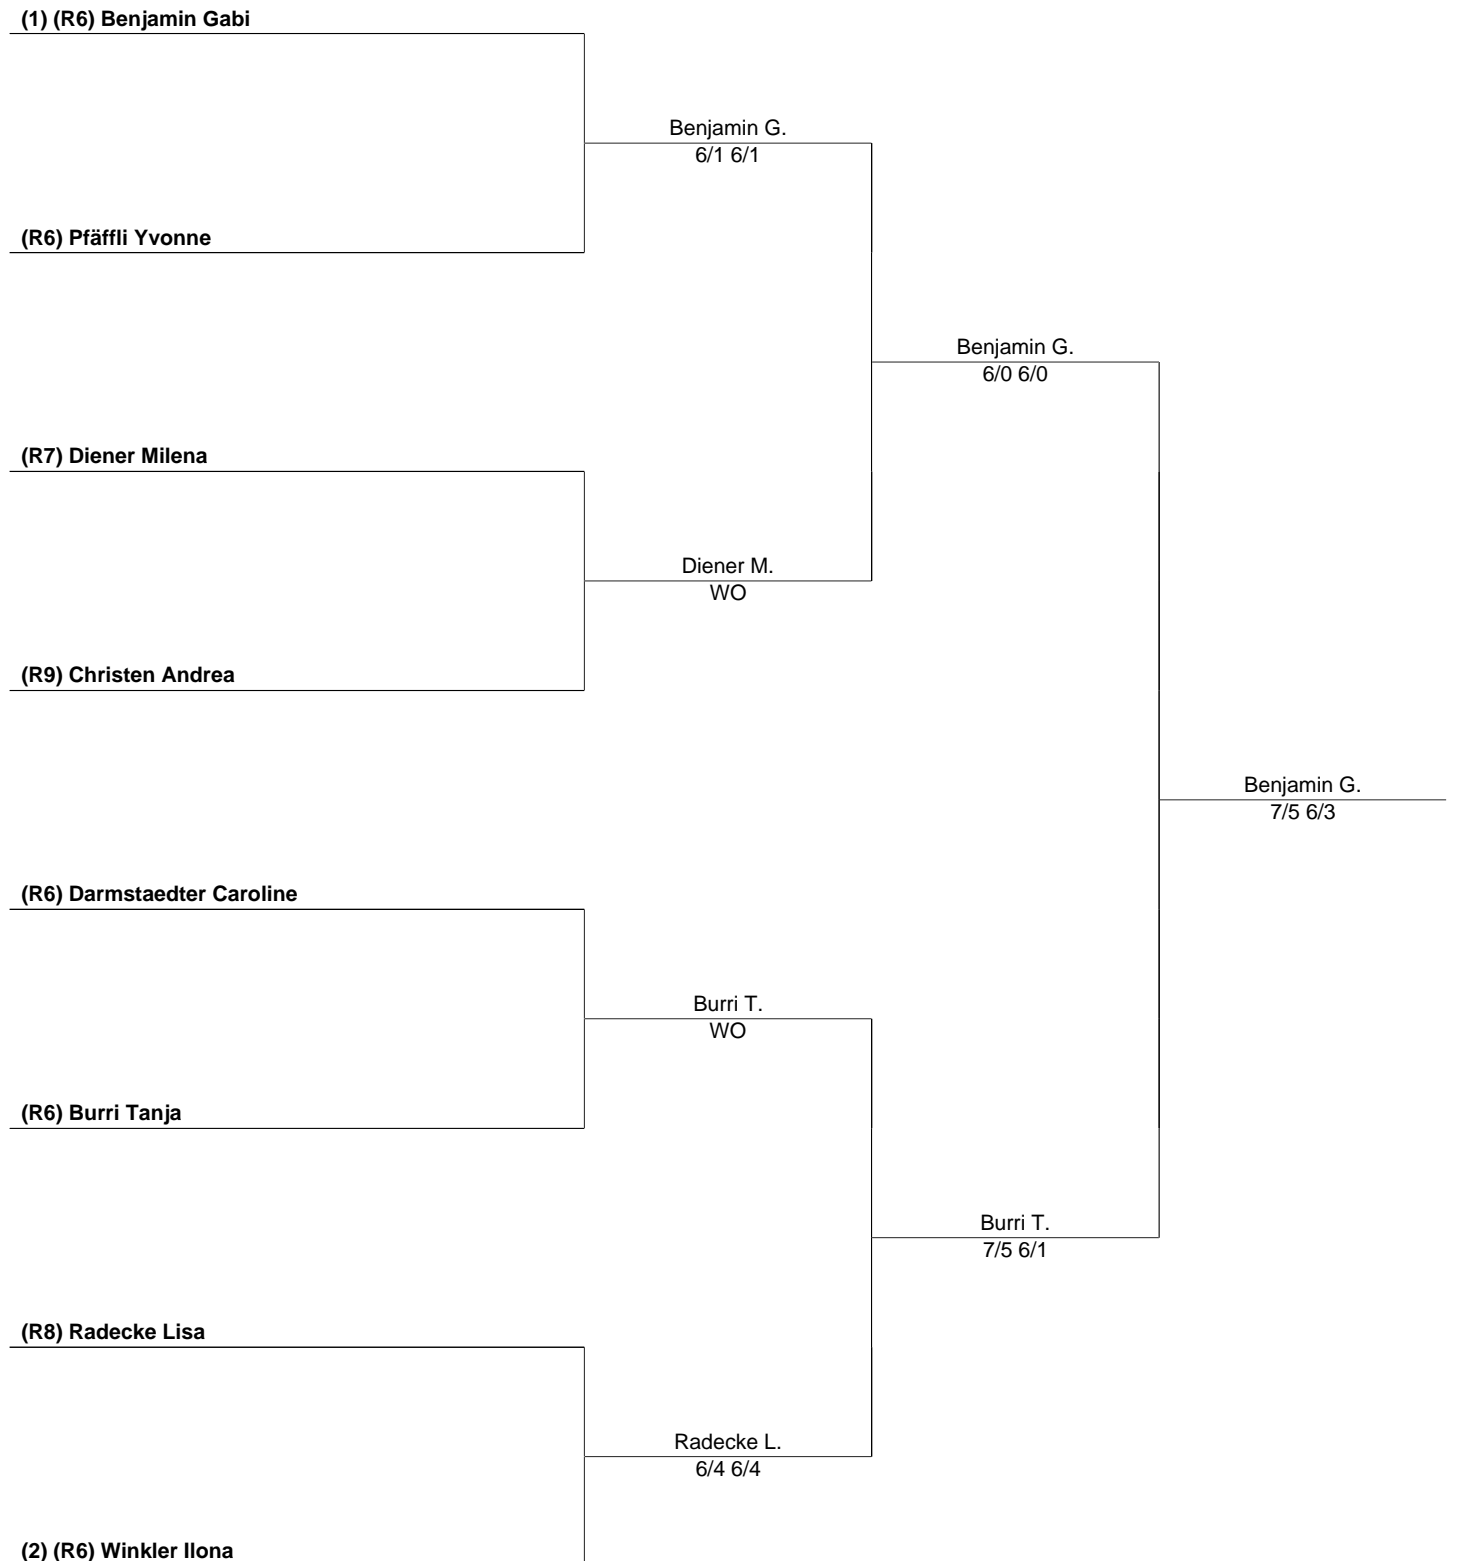 (1) (R6) Benjamin Gabi
Benjamin G.
6/1 6/1
(R6) Pfäffli Yvonne
Benjamin G.
6/0 6/0
(R7) Diener Milena
Diener M.
WO
(R9) Christen Andrea
Benjamin G.
7/5 6/3
(R6) Darmstaedter Caroline
Burri T.
WO
(R6) Burri Tanja
Burri T.
7/5 6/1
(R8) Radecke Lisa
Radecke L.
6/4 6/4
(2) (R6) Winkler Ilona